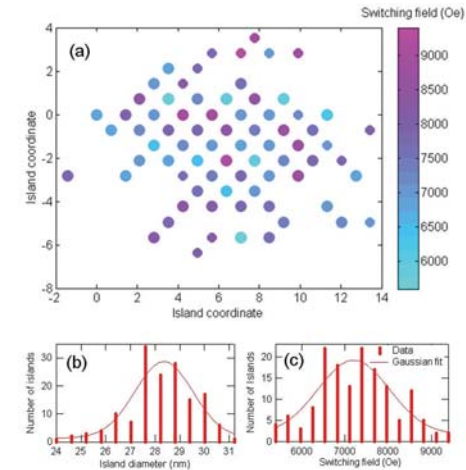 Switching field (Oe)
(a)
4
2
0
-2
-4
-6
-8
Island coordinate
-2 0 2 4 6 8 10 12 14
Island coordinate
9000
8500
8000
7500
7000
6500
6000
(b)
30
20
10
0
Number of islands
24 25 26 27 28 29 30 31
Island diameter (nm)
(c)
Data
Gaussian fit
20
15
10
5
0
Number of Islands
6000 7000 8000 9000
Switching field (Oe)